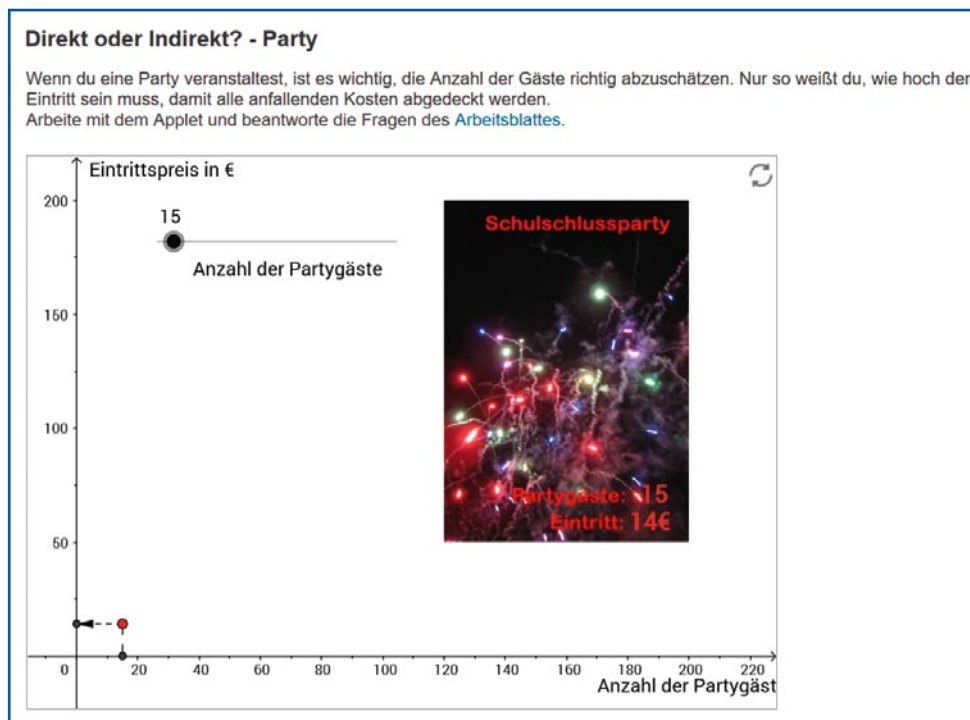 Direkt oder Indirekt? - Party
Wenn du eine Party veranstaltest, ist es wichtig, die Anzahl der Gäste richtig abzuschätzen. Nur so weißt du, wie hoch der
Eintritt sein muss, damit alle anfallenden Kosten abgedeckt werden.
Arbeite mit dem Applet und beantworte die Fragen des Arbeitsblattes.
Eintrittspreis in €
200
15
Anzahl der Partygäste
Schulschlussparty
150
100
Partygäste: 15
Eintritt: 14€
50
0 20 40 60 80 100 120 140 160 180 200 220
Anzahl der Partygäst